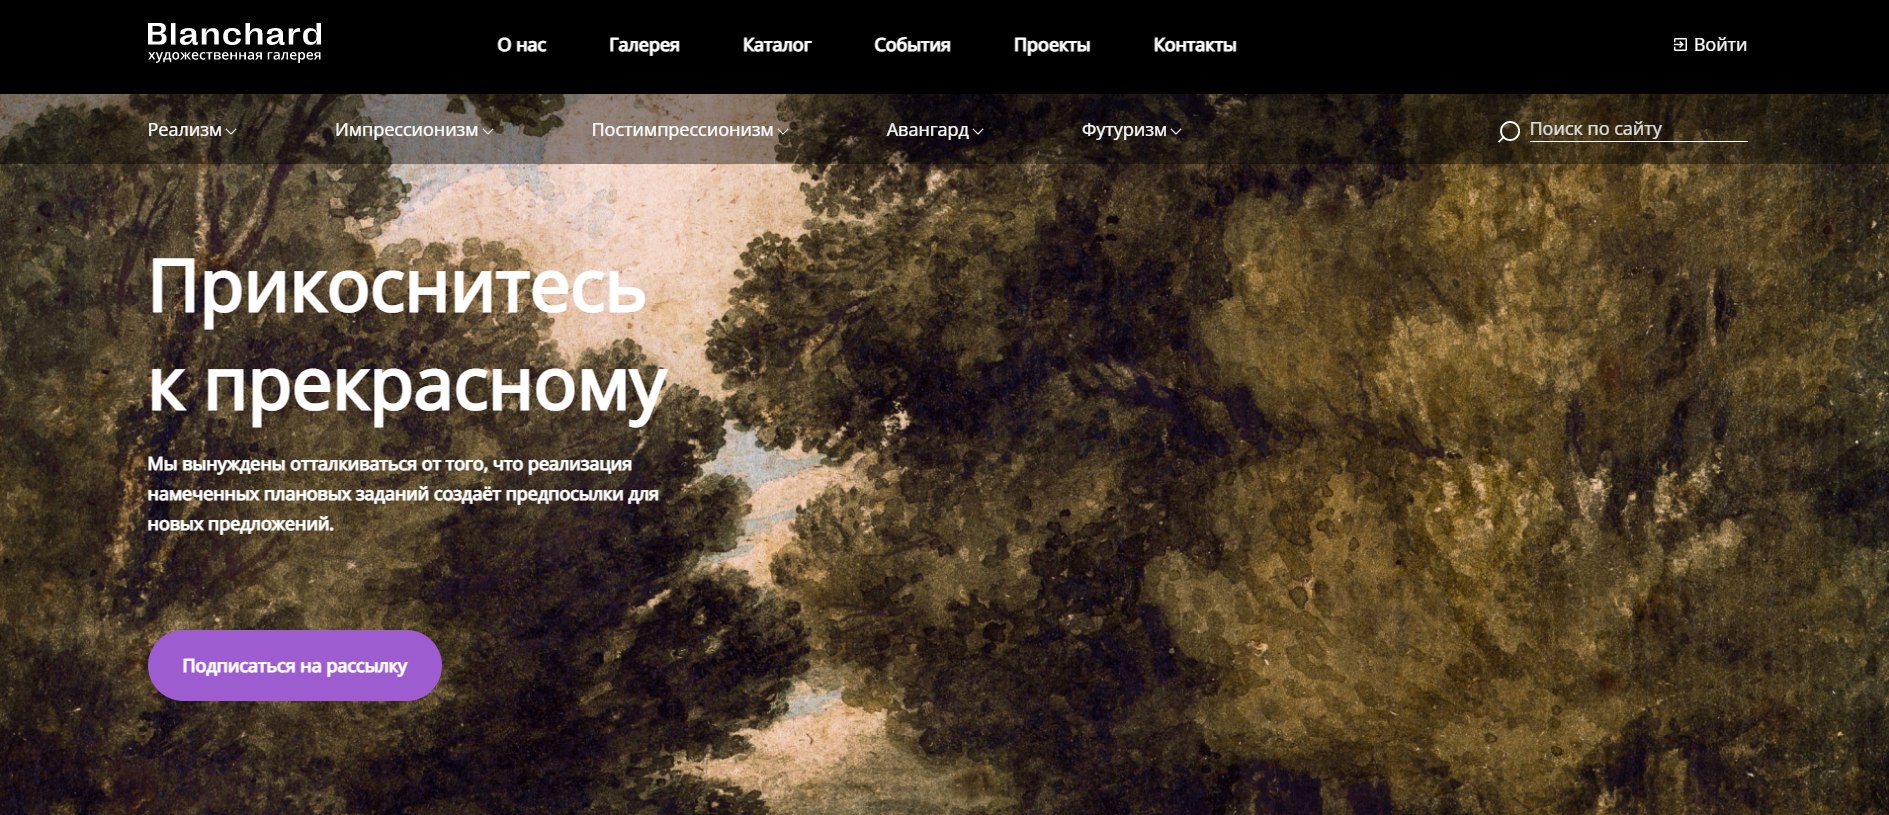 Blanchard
художественная галерея
О нас Галерея Каталог События Проекты Контакты
Войти
Реализм Импрессионизм Постимпрессионизм Авангард Футуризм
Поиск по сайту
Прикоснитесь
к прекрасному
Мы вынуждены отталкиваться от того, что реализация
намеченных плановых заданий создаёт предпосылки для
новых предложений.
Подписаться на рассылку